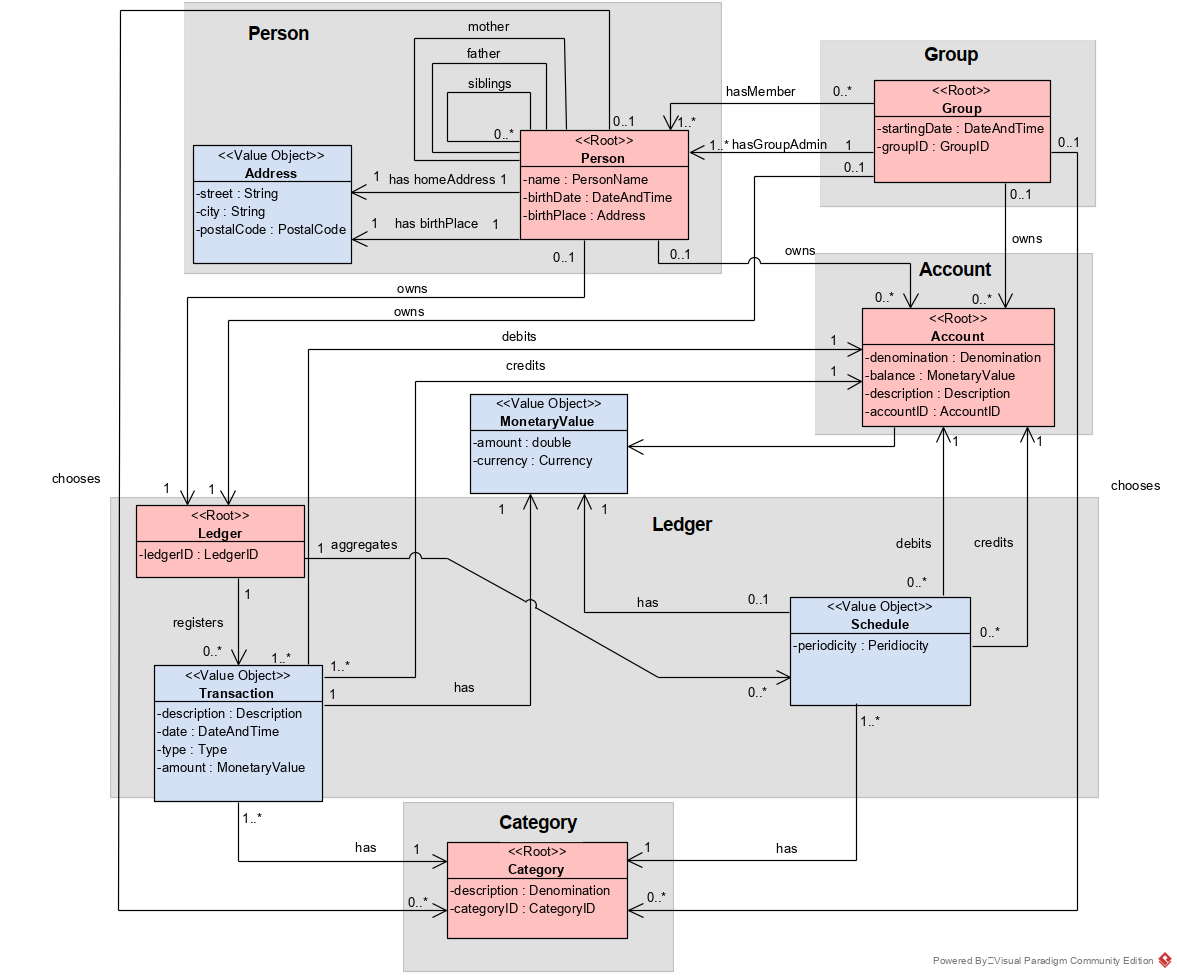 Person
mother
father
siblings
0..*
0..1
<<Root>>
Person
-name : PersonName
-birthDate : DateAndTime
-birthPlace : Address
<<Value Object>>
Address
-street : String
-city : String
-postalCode : PostalCode
1
has homeAddress
1
1
has birthPlace
1
Group
<<Root>>
Group
-startingDate : DateAndTime
-groupID : GroupID
hasMember
0..*
1..*
1..*
hasGroupAdmin
1
0..1
0..1
0..1
owns
0..1
0..1
owns
owns
owns
Account
0..*
0..*
<<Root>>
Account
-denomination : Denomination
-balance : MonetaryValue
-description : Description
-accountID : AccountID
debits
1
credits
1
<<Value Object>>
MonetaryValue
-amount : double
-currency : Currency
1
1
chooses
chooses
1
1
1
1
Ledger
<<Root>>
Ledger
-ledgerID : LedgerID
1
aggregates
debits
credits
0..*
0..*
has
0..1
<<Value Object>>
Schedule
-periodicity : Peridiocity
0..*
1..*
1
registers
0..*
1..*
1..*
1
has
<<Value Object>>
Transaction
-description : Description
-date : DateAndTime
-type : Type
-amount : MonetaryValue
1..*
has
1
Category
<<Root>>
Category
-description : Denomination
-categoryID : CategoryID
1
has
0..*
0..*
Powered By Visual Paradigm Community Edition